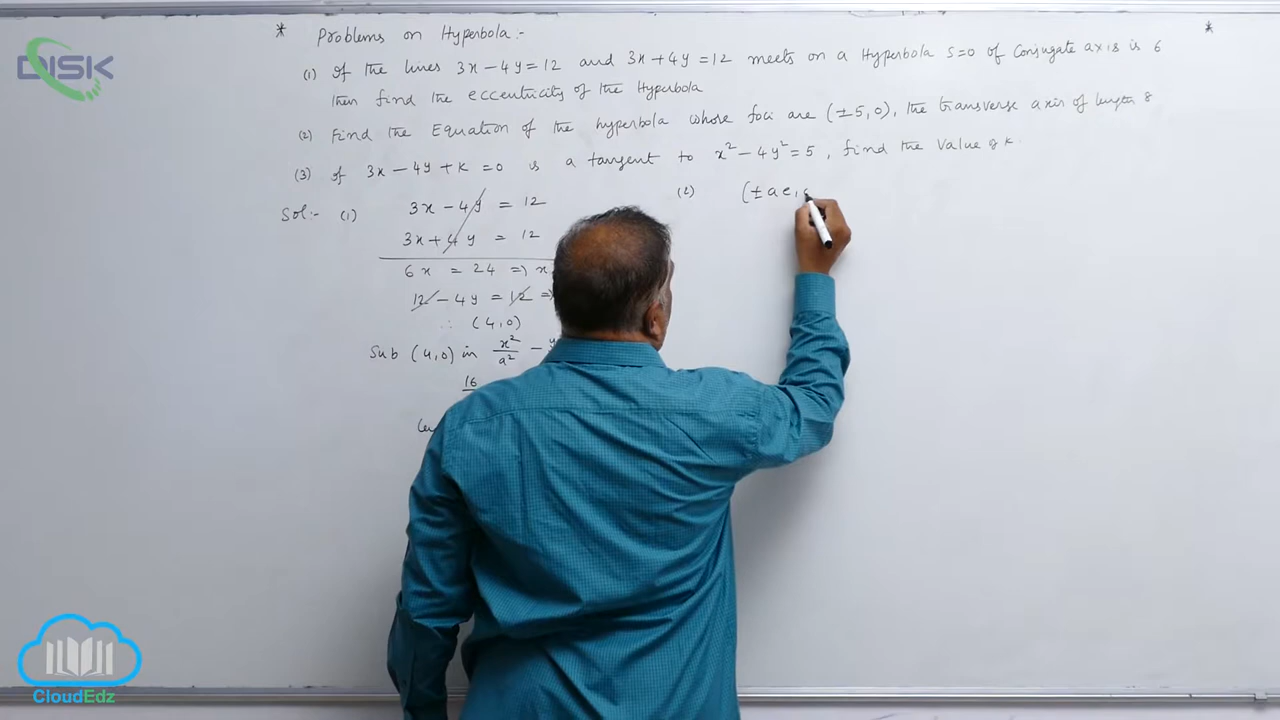 * Problems on Hyperbola :- *
(1) If the lines 3x - 4y = 12 and 3x + 4y = 12 meets on a Hyperbola S=0 of Conjugate axis is 6
then find the eccentricity of the Hyperbola
(2) Find the Equation of the hyperbola whose foci are (±5,0), the transverse axis of length 8
(3) If 3x - 4y + k = 0 is a tangent to x² - 4y² = 5, find the Value of k.
Sol:- (1) 3x - 4y = 12
3x + 4y = 12
6x = 24 => x
12 - 4y = 12 =>
∴ (4,0)
Sub (4,0) in x²/a² -
16
(2) (±ae,
DISK
CloudEdz